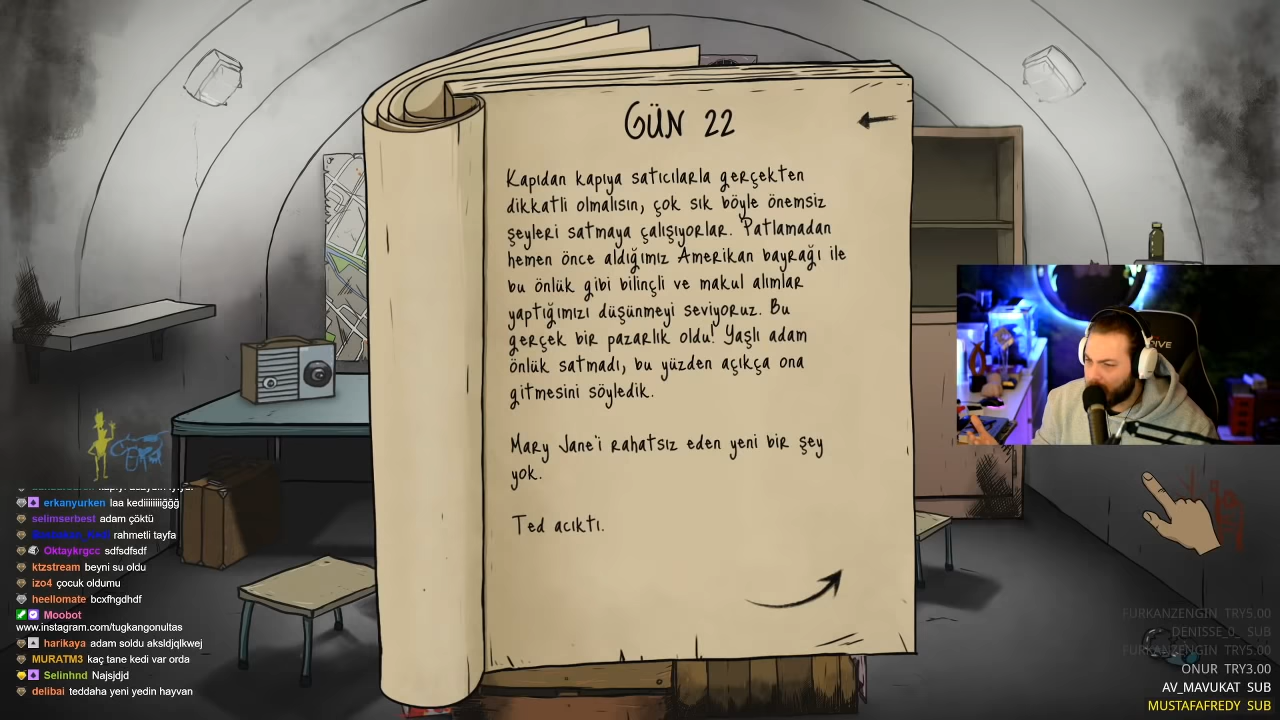 GÜN 22
Kapıdan kapıya satıcılarla gerçekten
dikkatli olmalısın, çok sık böyle önemsiz
şeyleri satmaya çalışıyorlar. Patlamadan
hemen önce aldığımız Amerikan bayrağı ile
bu önlük gibi bilinçli ve makul alımlar
yaptığımızı düşünmeyi seviyoruz. Bu
gerçek bir pazarlık oldu! Yaşlı adam
önlük satmadı, bu yüzden açıkça ona
gitmesini söyledik.
Mary Jane'i rahatsız eden yeni bir şey
yok.
Ted acıktı.
erkanyurken laa kediiiiiiiğğğ
selimserbest adam çöktü
rahmetli tayfa
Oktaykrgcc sdfsdfsdf
ktzstream beyni su oldu
izo4 çocuk oldumu
heellomate bcxfhgdhdf
Moobot
www.instagram.com/tugkangonultas
harikaya adam soldu aksldjqlkwej
MURATM3 kaç tane kedi var orda
Selinhnd Najsjdjd
delibai teddaha yeni yedin hayvan
FURKANZENGIN TRY5.00
DENISSE_0_ SUB
FURKANZENGIN TRY5.00
ONUR TRY3.00
AV_MAVUKAT SUB
MUSTAFAFREDY SUB